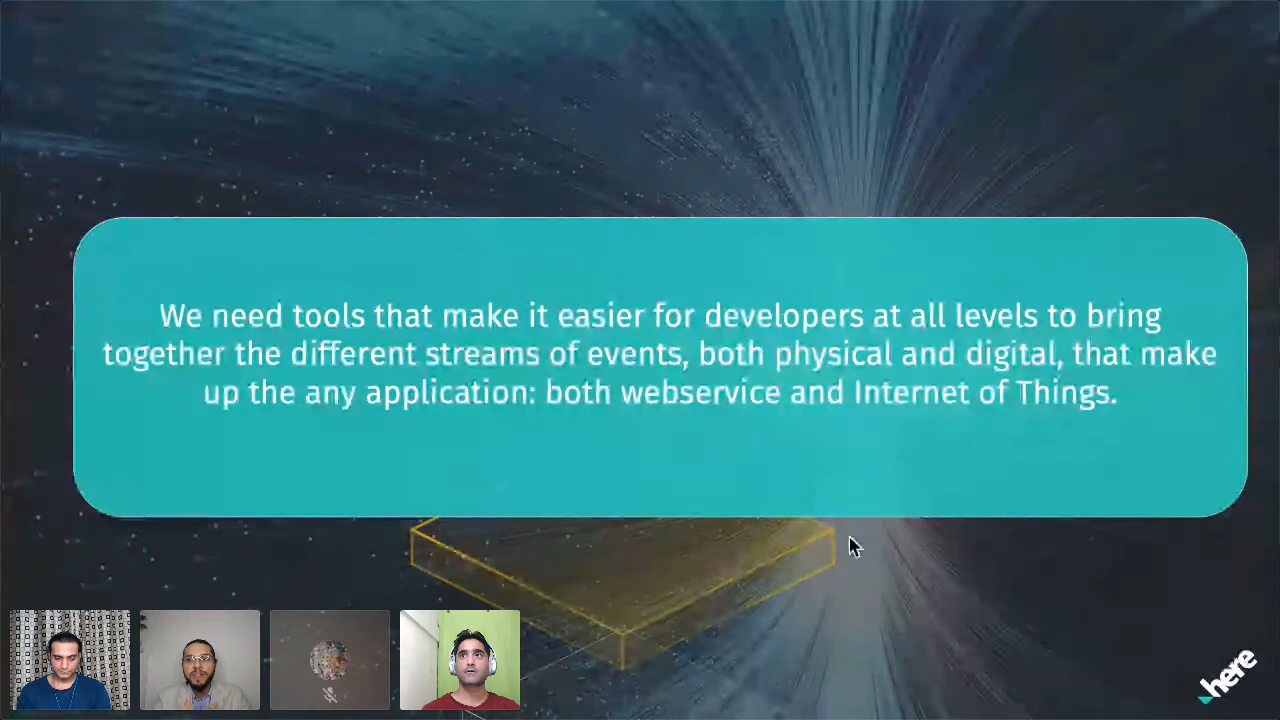 We need tools that make it easier for developers at all levels to bring
together the different streams of events, both physical and digital, that make
up the any application: both webservice and Internet of Things.
here